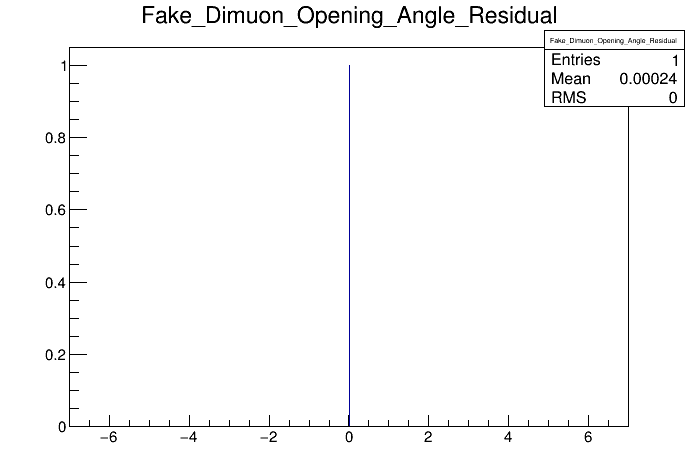 Fake_Dimuon_Opening_Angle_Residual
Fake_Dimuon_Opening_Angle_Residual
Entries 1
Mean 0.00024
RMS 0
1
0.8
0.6
0.4
0.2
0
−6 −4 −2 0 2 4 6